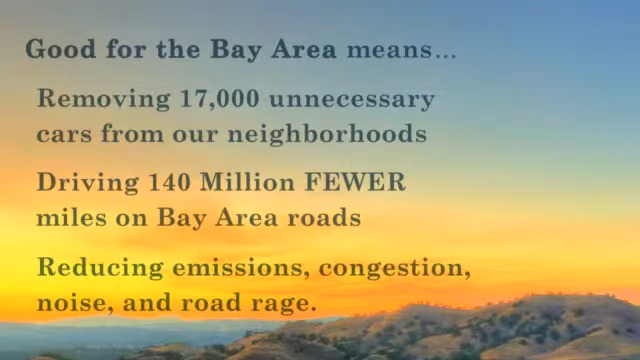 Good for the Bay Area means...
Removing 17,000 unnecessary
cars from our neighborhoods
Driving 140 Million FEWER
miles on Bay Area roads
Reducing emissions, congestion,
noise, and road rage.